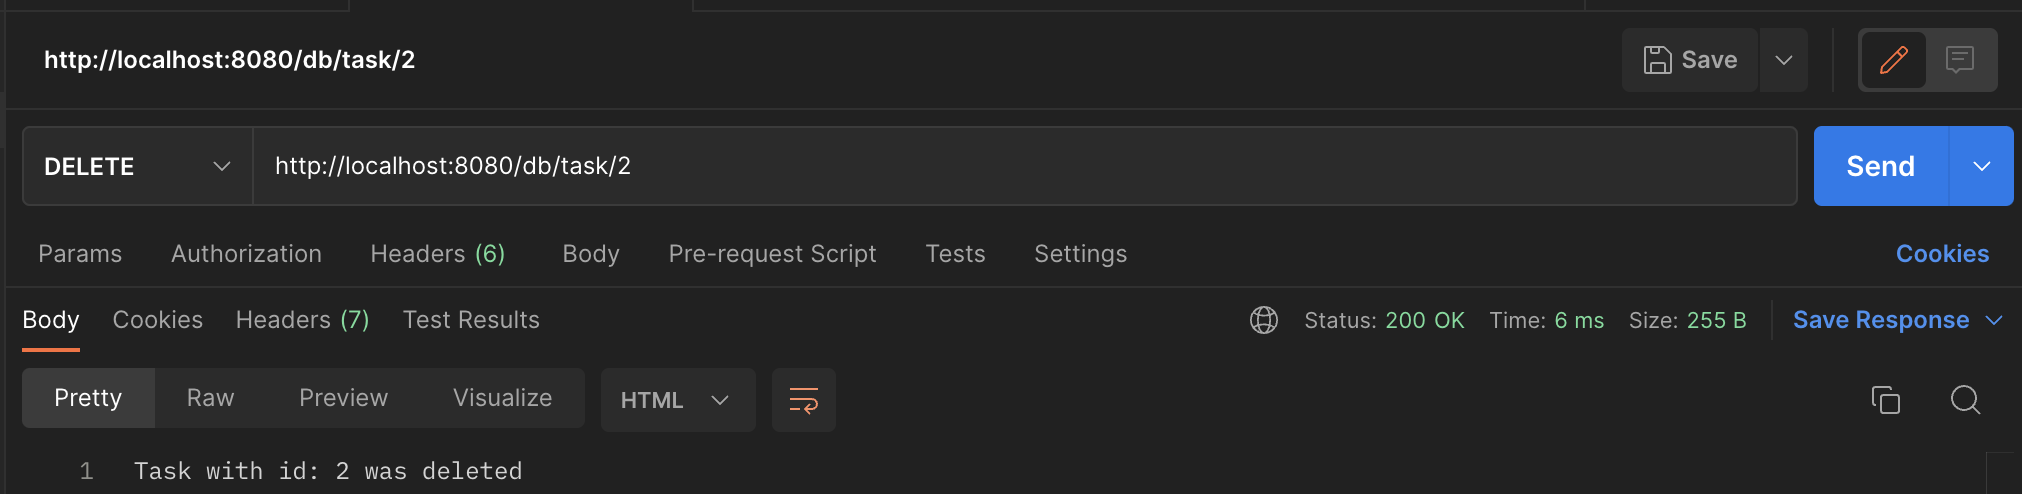 http://localhost:8080/db/task/2
Save
DELETE
http://localhost:8080/db/task/2
Send
Params Authorization Headers (6) Body Pre-request Script Tests Settings Cookies
Body Cookies Headers (7) Test Results Status: 200 OK Time: 6 ms Size: 255 B Save Response
Pretty Raw Preview Visualize HTML
1 Task with id: 2 was deleted